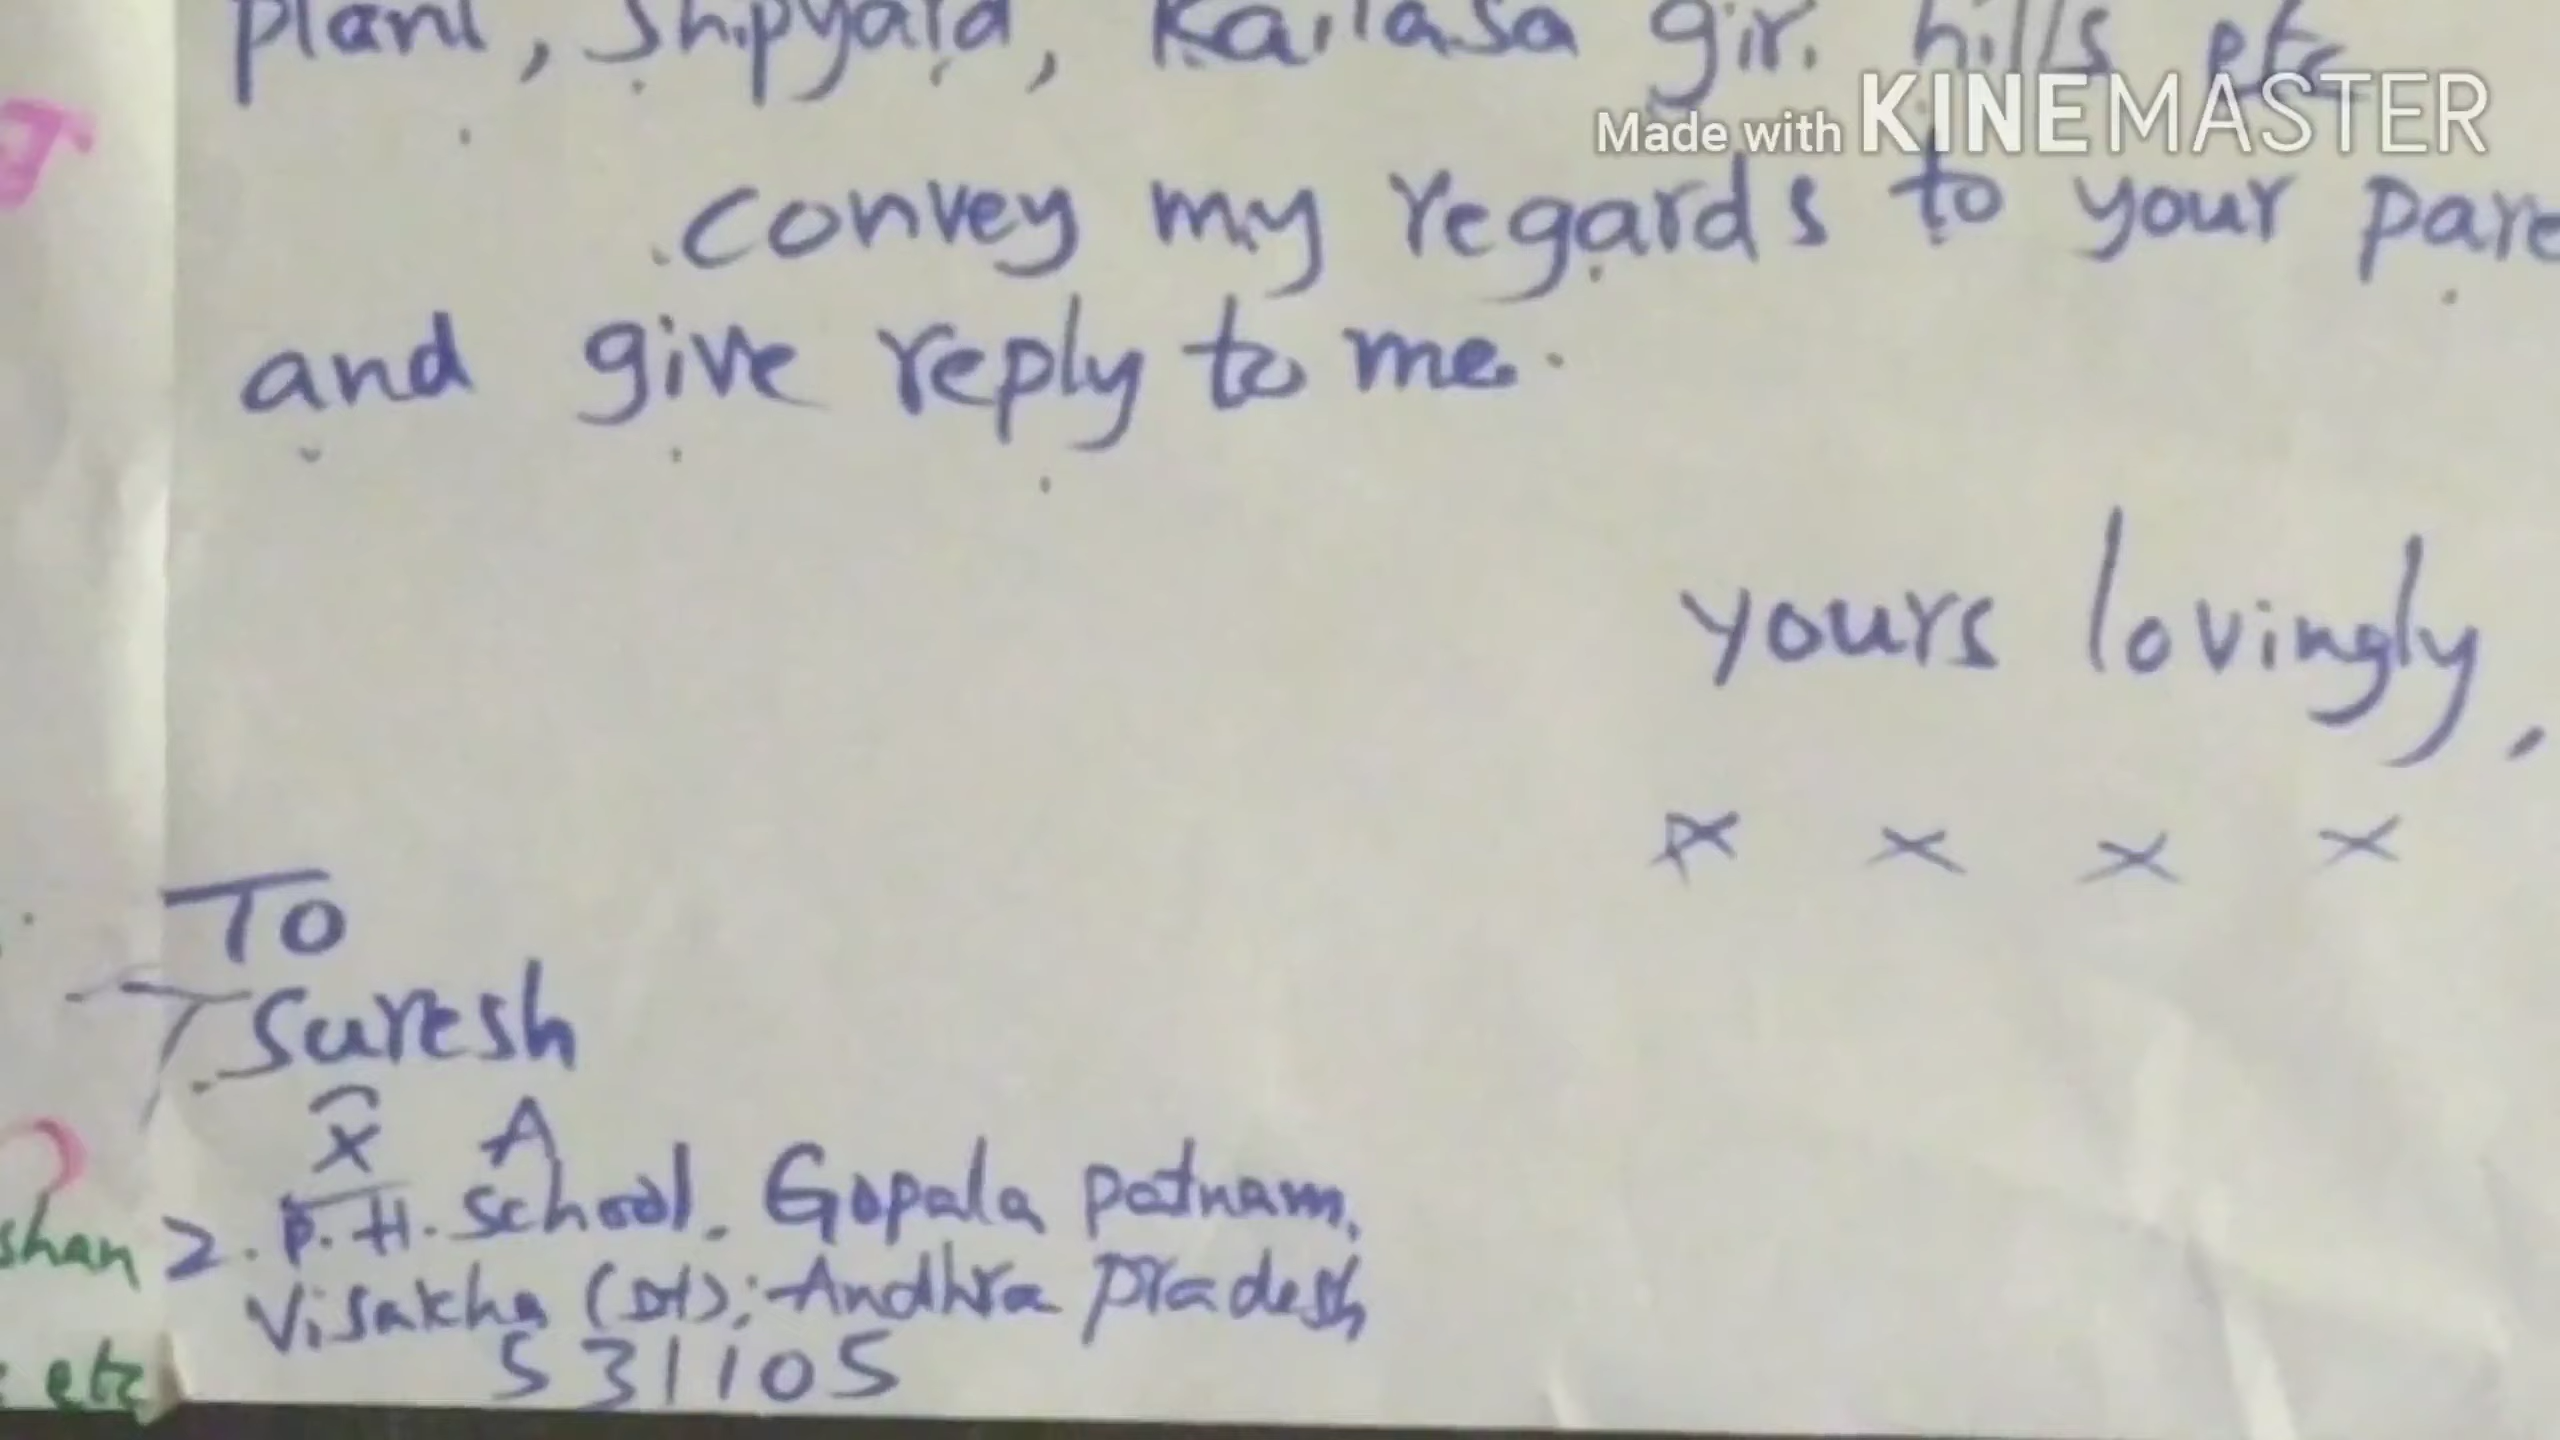 plant, shipyard, Kailasa giri hills etc
Made with KINEMASTER
convey my regards to your pare
and give reply to me.
yours lovingly,
x x x x
To
Suresh
X A
shan 2. P.H. School. Gopala patnam,
Visakha (Dt); Andhra pradesh
etc 531105